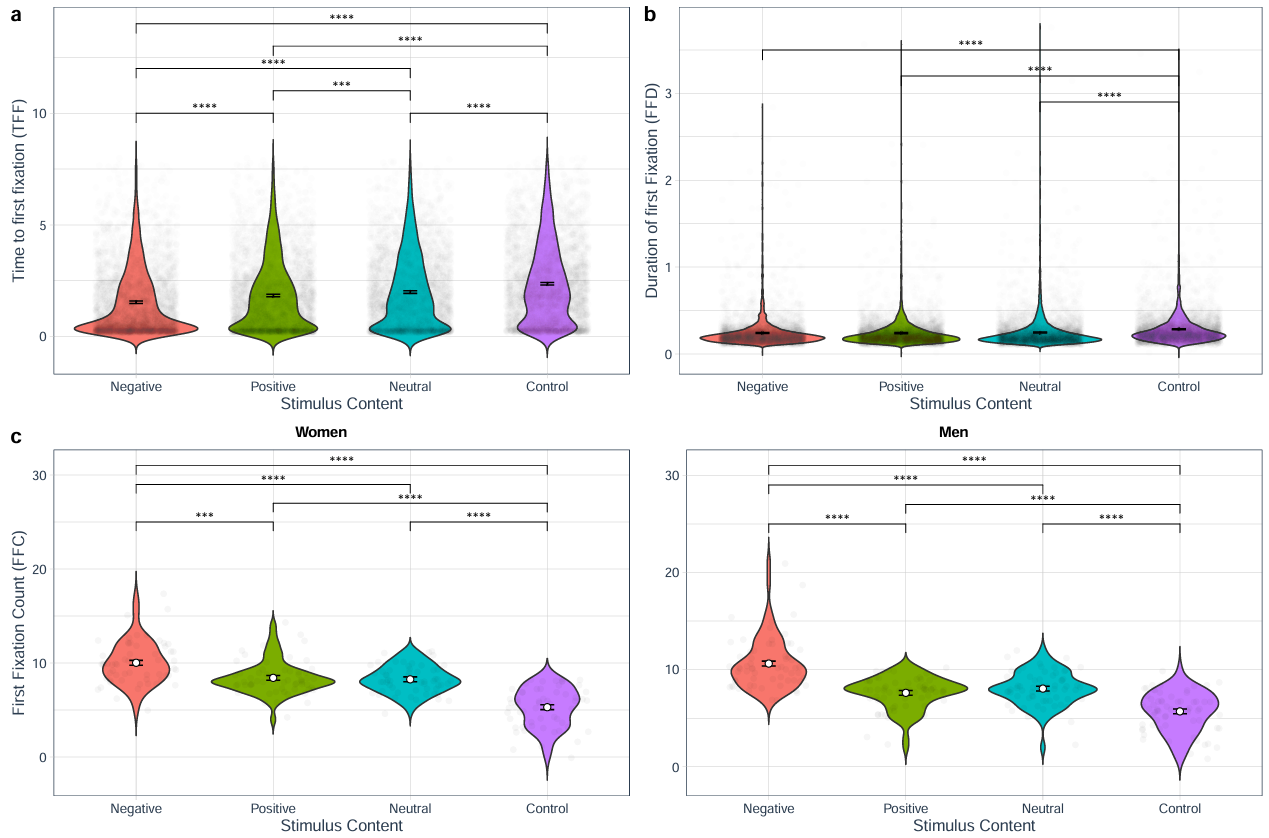 a
Time to first fixation (TFF)
10
5
0
****
****
****
***
****
****
Negative Positive Neutral Control
Stimulus Content
b
Duration of first Fixation (FFD)
3
2
1
0
****
****
****
Negative Positive Neutral Control
Stimulus Content
c
Women
First Fixation Count (FFC)
30
20
10
0
****
****
****
***
****
Negative Positive Neutral Control
Stimulus Content
Men
30
20
10
0
****
****
****
****
****
Negative Positive Neutral Control
Stimulus Content